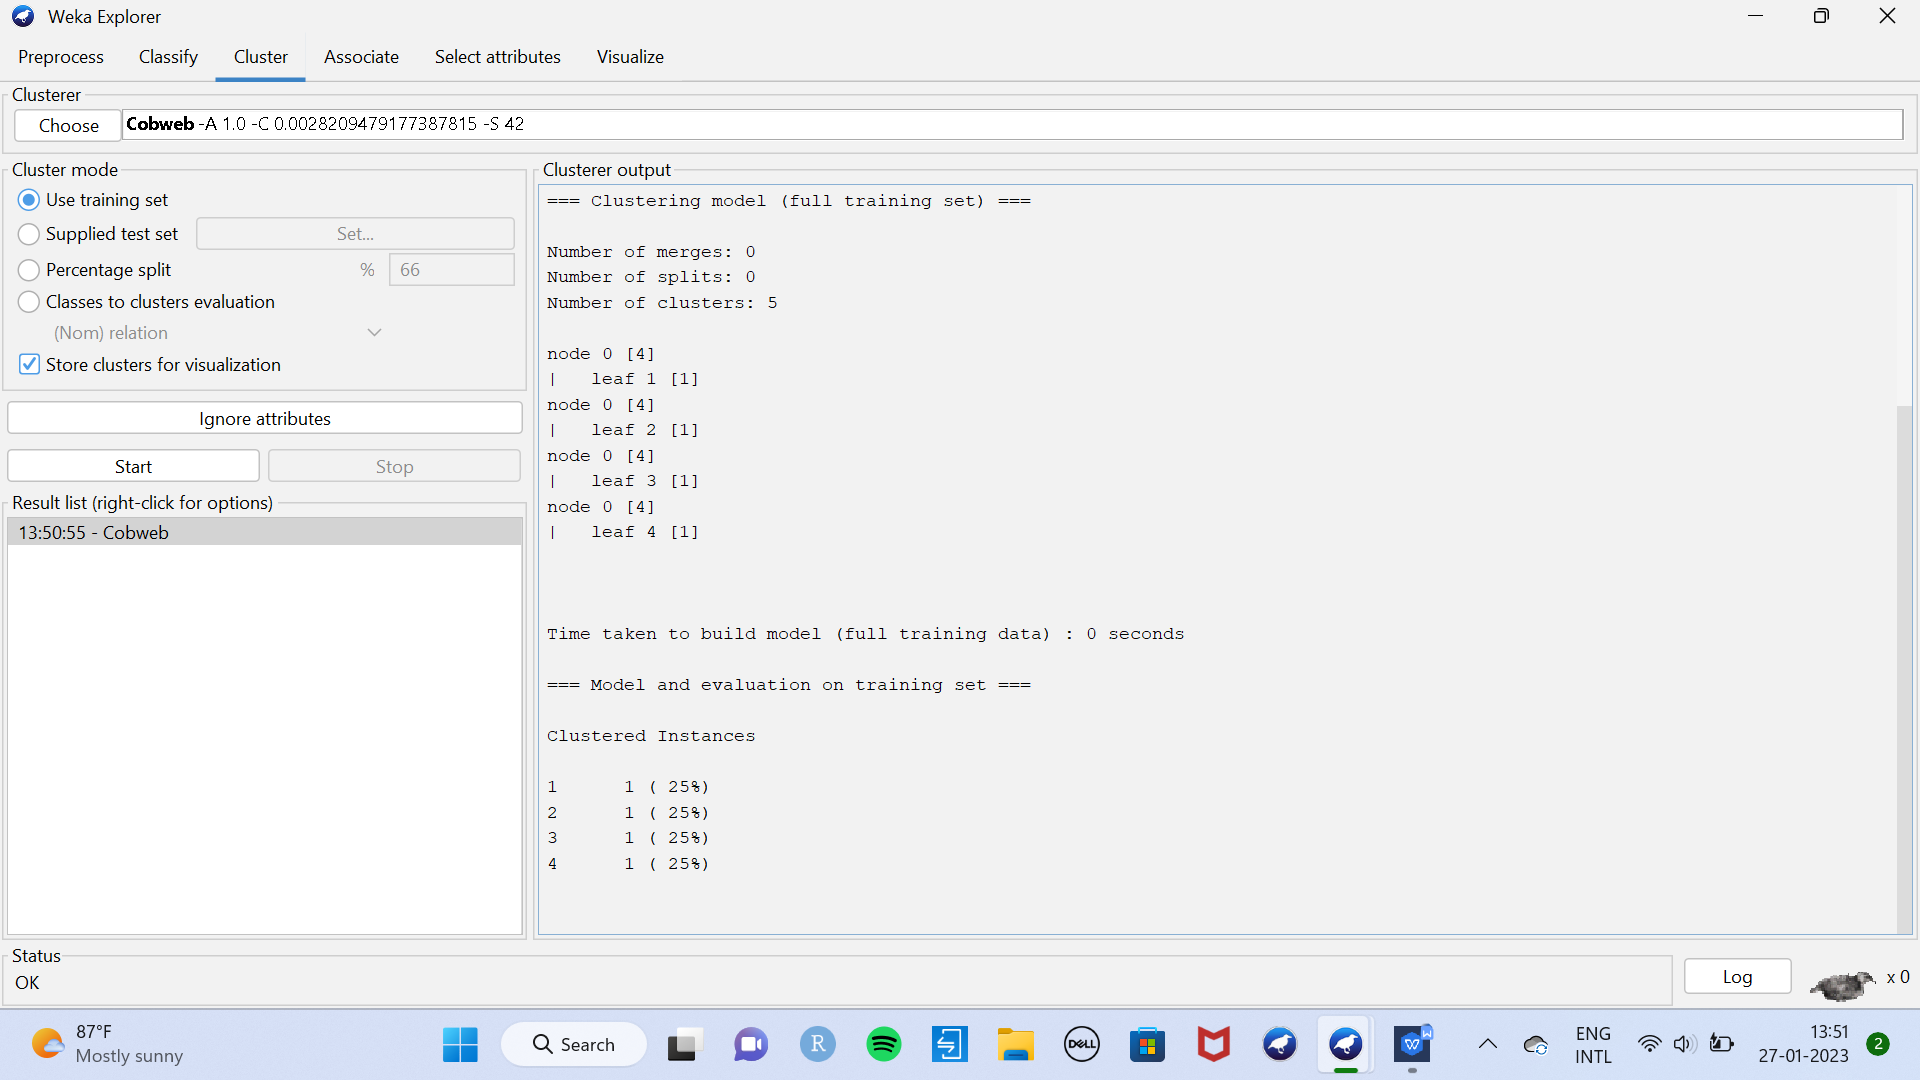 Weka Explorer
Preprocess Classify Cluster Associate Select attributes Visualize
Clusterer
Choose Cobweb -A 1.0 -C 0.0028209479177387815 -S 42
Cluster mode
Use training set
Supplied test set Set...
Percentage split % 66
Classes to clusters evaluation
(Nom) relation
Store clusters for visualization
Ignore attributes
Start Stop
Result list (right-click for options)
13:50:55 - Cobweb
Clusterer output
=== Clustering model (full training set) ===
Number of merges: 0
Number of splits: 0
Number of clusters: 5
node 0 [4]
|   leaf 1 [1]
node 0 [4]
|   leaf 2 [1]
node 0 [4]
|   leaf 3 [1]
node 0 [4]
|   leaf 4 [1]
Time taken to build model (full training data) : 0 seconds
=== Model and evaluation on training set ===
Clustered Instances
1      1 ( 25%)
2      1 ( 25%)
3      1 ( 25%)
4      1 ( 25%)
Status
OK
Log x 0
87°F
Mostly sunny
Search
R
DELL
W
W
ENG
INTL
13:51
27-01-2023
2